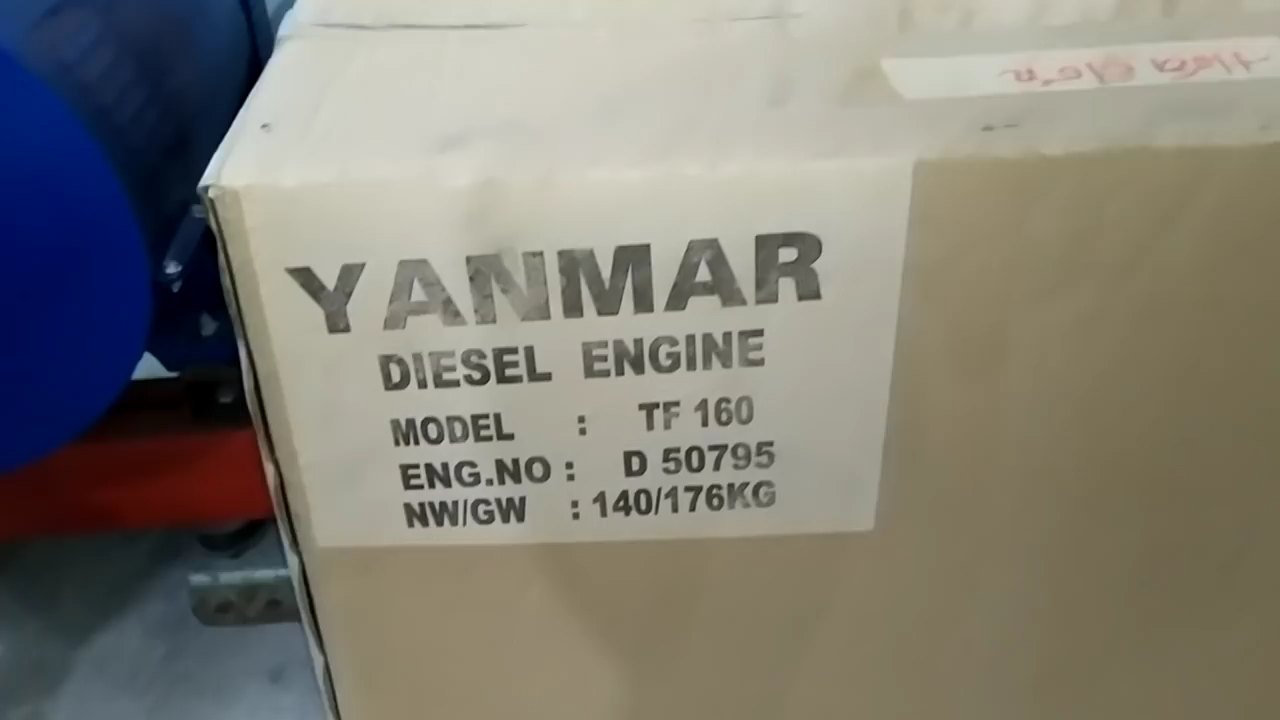 YANMAR
DIESEL ENGINE
MODEL : TF 160
ENG.NO : D 50795
NW/GW : 140/176KG